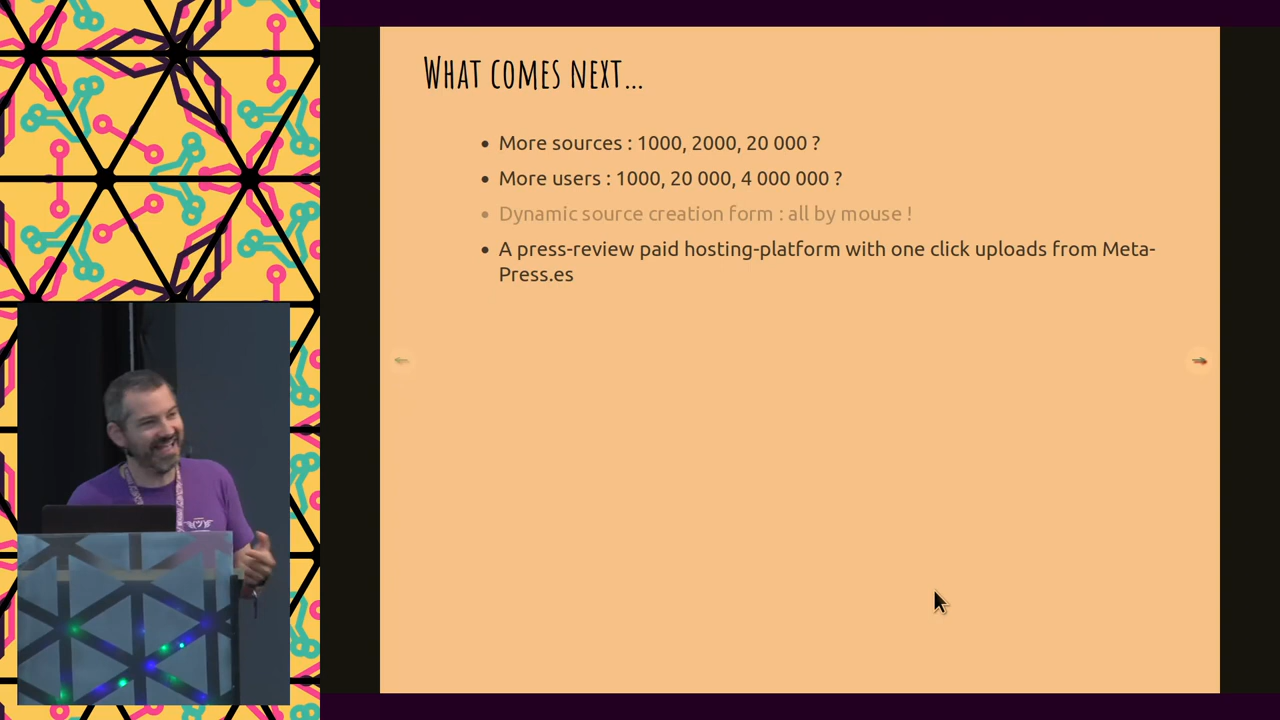 What comes next...
More sources : 1000, 2000, 20 000 ?
More users : 1000, 20 000, 4 000 000 ?
Dynamic source creation form : all by mouse !
A press-review paid hosting-platform with one click uploads from Meta-
Press.es